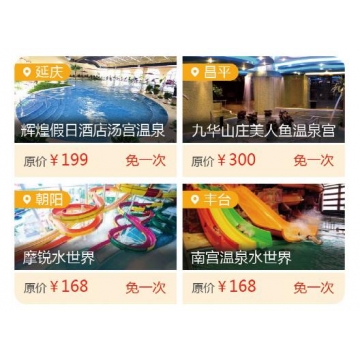 延庆
辉煌假日酒店汤宫温泉
原价¥199 免一次
昌平
九华山庄美人鱼温泉宫
原价¥300 免一次
朝阳
摩锐水世界
原价¥168 免一次
丰台
南宫温泉水世界
原价¥168 免一次